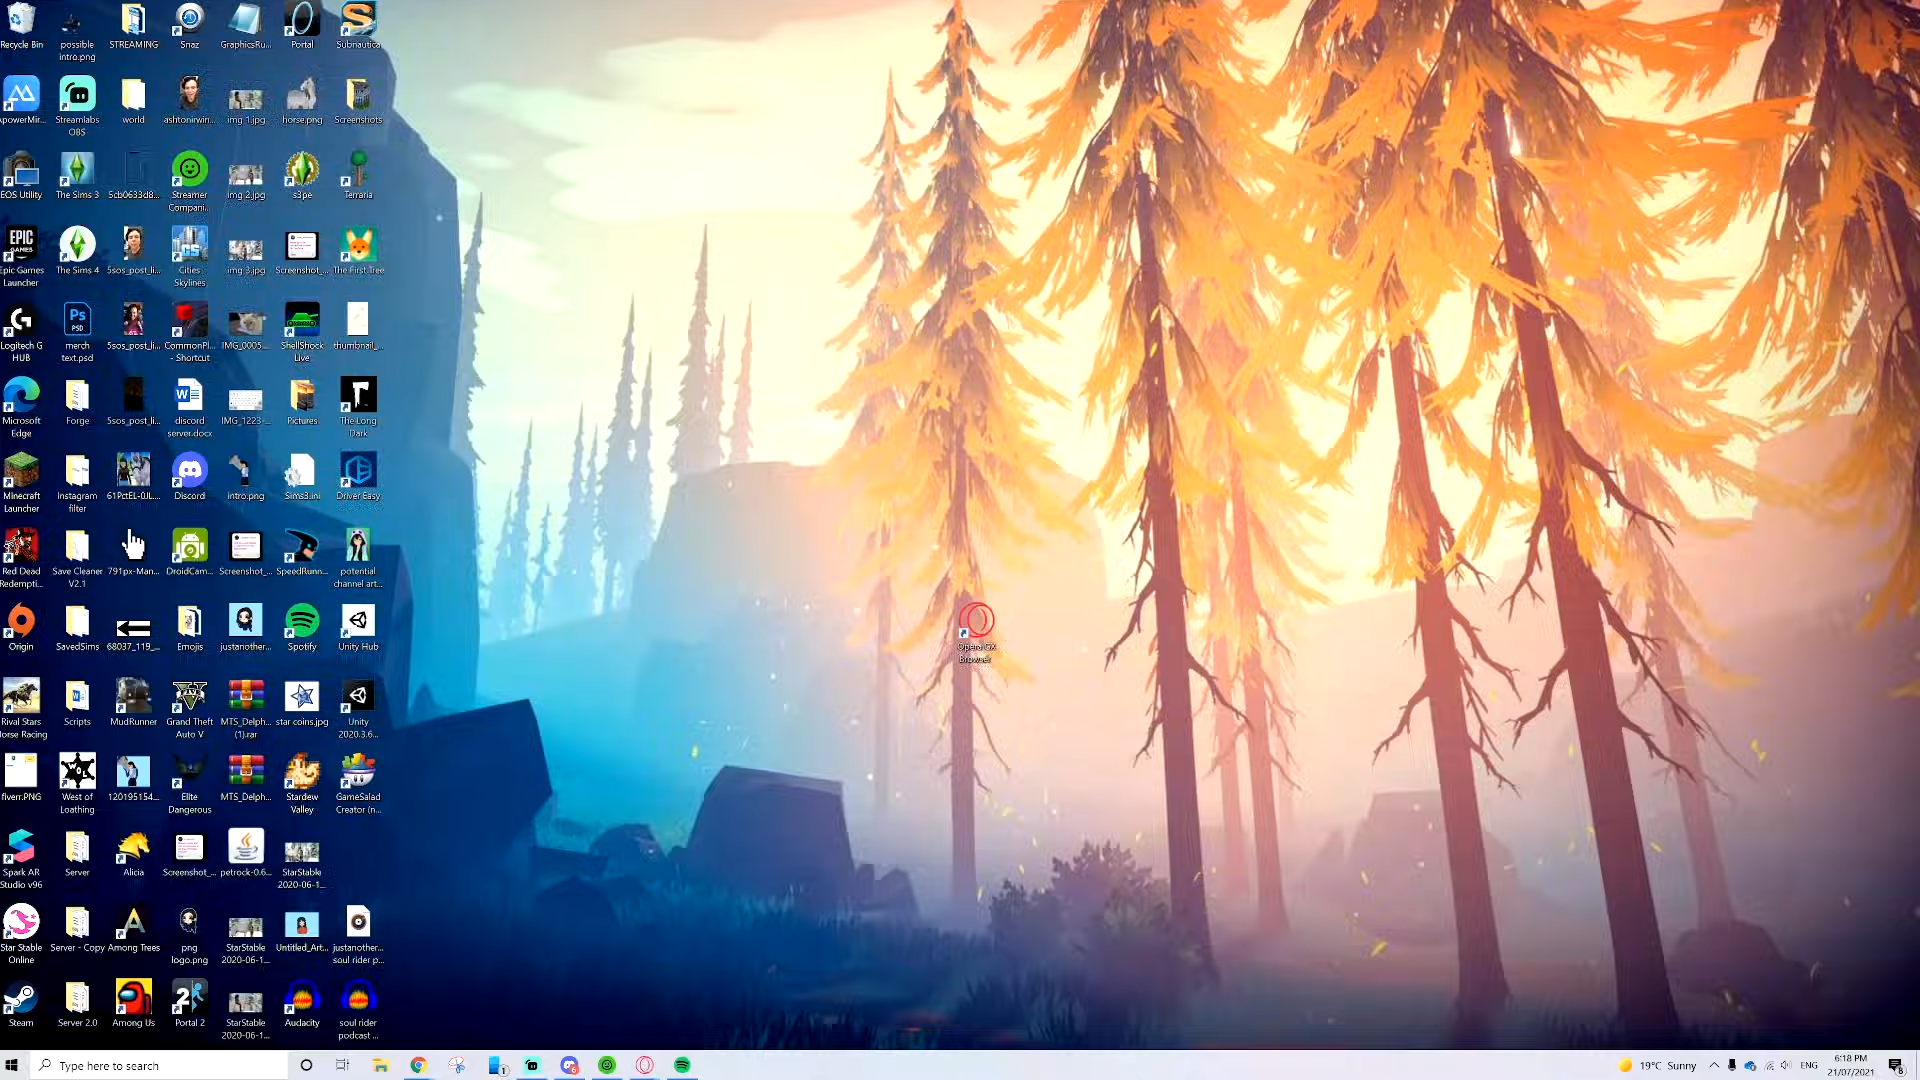 Recycle Bin
possible
intro.png
STREAMING
Snaz
GraphicsRu...
Portal
Subnautica
ApowerMir...
Streamlabs
OBS
world
ashtonirwin...
img 1.jpg
horse.png
Screenshots
EOS Utility
The Sims 3
5cb0633d8...
Streamer
Compani...
img 2.jpg
s3pe
Terraria
EPIC
GAMES
Epic Games
Launcher
The Sims 4
5sos_post_li...
CS
Cities
Skylines
img 3.jpg
Screenshot_...
The First Tree
Logitech G
HUB
Ps
PSD
merch
text.psd
5sos_post_li...
CommonPl...
- Shortcut
IMG_0005...
ShellShock
Live
thumbnail_...
Microsoft
Edge
Forge
5sos_post_li...
discord
server.docx
IMG_1223-...
Pictures
The Long
Dark
Minecraft
Launcher
Instagram
filter
61PctEL-0JL...
Discord
intro.png
Sims3.ini
Driver Easy
Red Dead
Redempti...
Save Cleaner
V2.1
791px-Man...
DroidCam...
Screenshot_...
SpeedRunn...
potential
channel art...
Origin
SavedSims
68037_119_...
Emojis
justanother...
Spotify
Unity Hub
Opera GX
Browser
Rival Stars
Horse Racing
Scripts
MudRunner
Grand Theft
Auto V
MTS_Delph...
(1).rar
star coins.jpg
Unity
2020.3.6...
fiverr.PNG
West of
Loathing
120195154...
Elite
Dangerous
MTS_Delph...
Stardew
Valley
GameSalad
Creator (n...
Spark AR
Studio v96
Server
Alicia
Screenshot_...
petrock-0.6...
StarStable
2020-06-1...
Star Stable
Online
Server - Copy
Among Trees
png
logo.png
StarStable
2020-06-1...
Untitled_Art...
justanother...
soul rider p...
Steam
Server 2.0
Among Us
2
Portal 2
StarStable
2020-06-1...
Audacity
soul rider
podcast ...
Type here to search
1
19°C Sunny
ENG
6:18 PM
21/07/2021
8